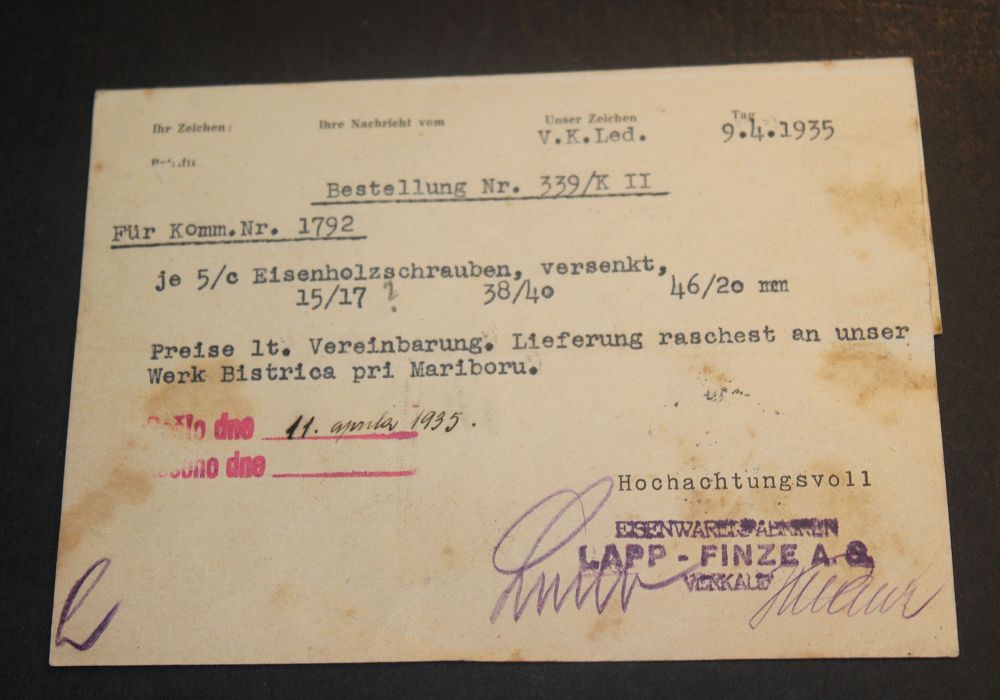 Ihr Zeichen: Ihre Nachricht vom Unser Zeichen Tag
V.K.Led. 9.4.1935
Bestellung Nr. 339/K II
Für Komm.Nr. 1792
je 5/c Eisenholzschrauben, versenkt,
15/17 ? 38/40 46/20 mm
Preise lt. Vereinbarung. Lieferung raschest an unser
Werk Bistrica pri Mariboru.
dne 11. aprila 1935.
dne
Hochachtungsvoll
EISENWARENFABRIKEN
LAPP - FINZE A.G.
VERKAUF